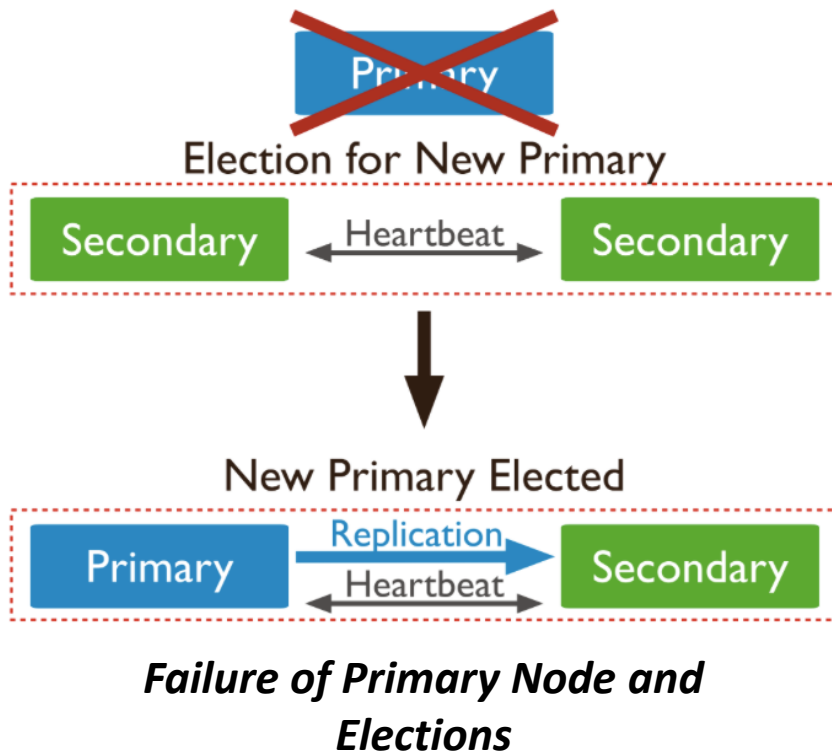 Primary
Election for New Primary
Secondary
Heartbeat
Secondary
New Primary Elected
Primary
Replication
Heartbeat
Secondary
Failure of Primary Node and
Elections